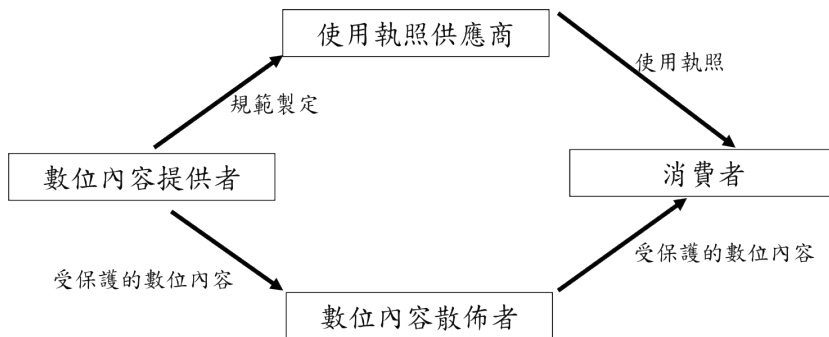 使用執照供應商
使用執照
規範製定
數位內容提供者
消費者
受保護的數位內容
受保護的數位內容
數位內容散佈者